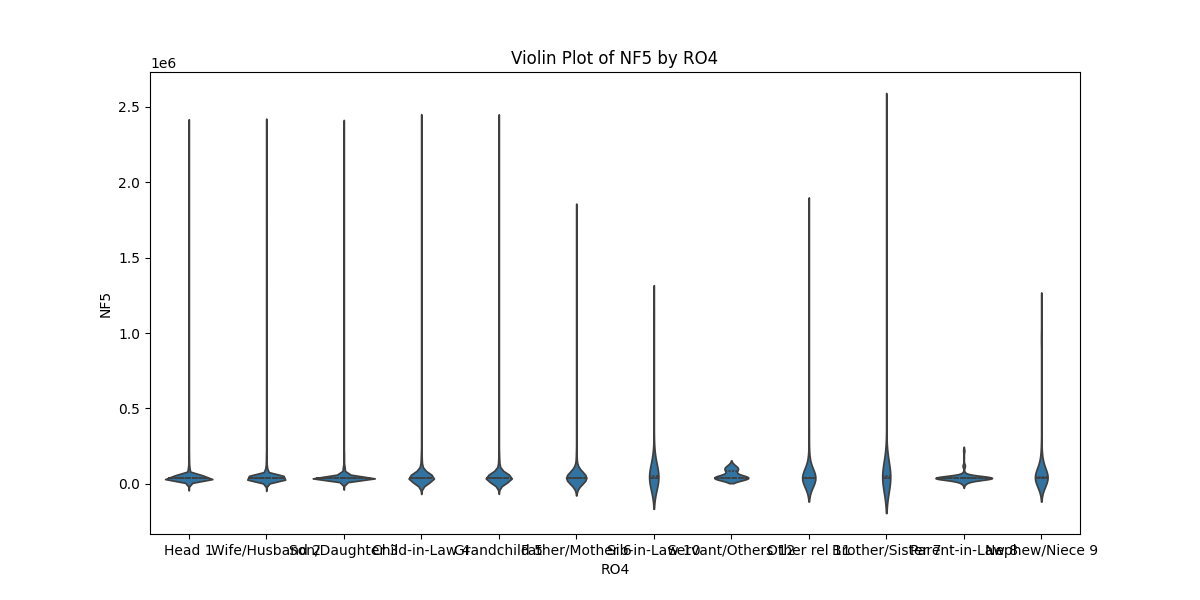 Violin Plot of NF5 by RO4
1e6
2.5
2.0
1.5
1.0
0.5
0.0
NF5
Head 1
Wife/Husband 2
Son/Daughter 3
Child-in-Law 4
Grandchild 5
Father/Mother 6
Sib-in-Law 10
Servant/Others 12
Other rel 11
Brother/Sister 7
Parent-in-Law 8
Nephew/Niece 9
RO4